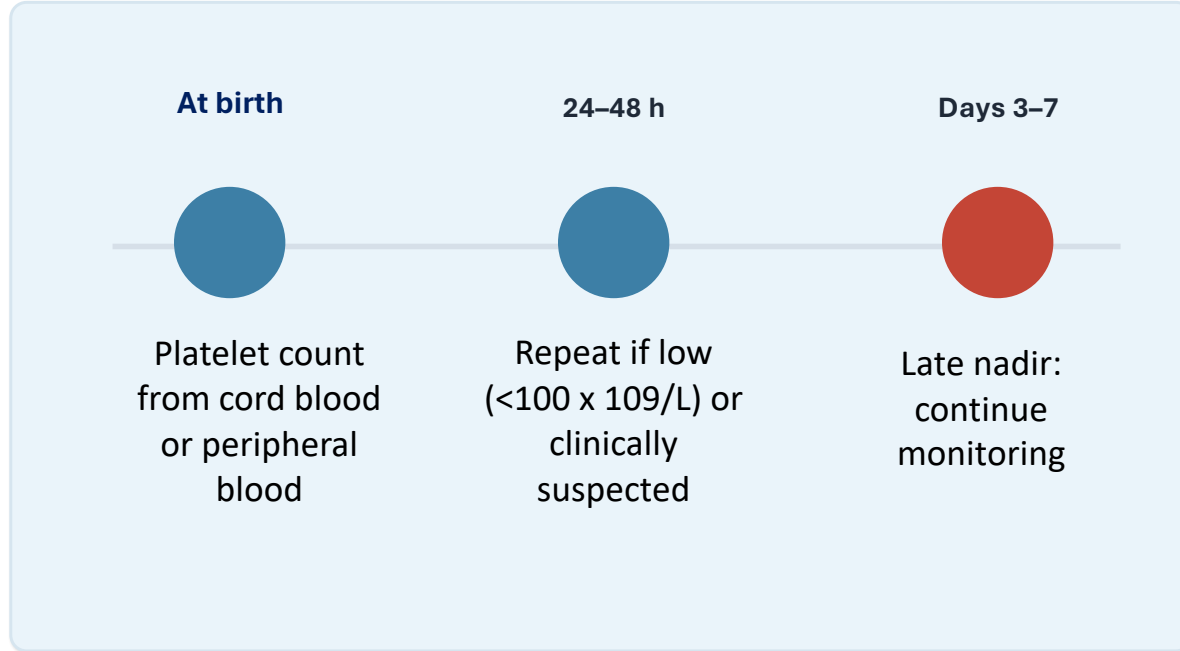 At birth
Platelet count
from cord blood
or peripheral
blood
24–48 h
Repeat if low
(<100 x 109/L) or
clinically
suspected
Days 3–7
Late nadir:
continue
monitoring